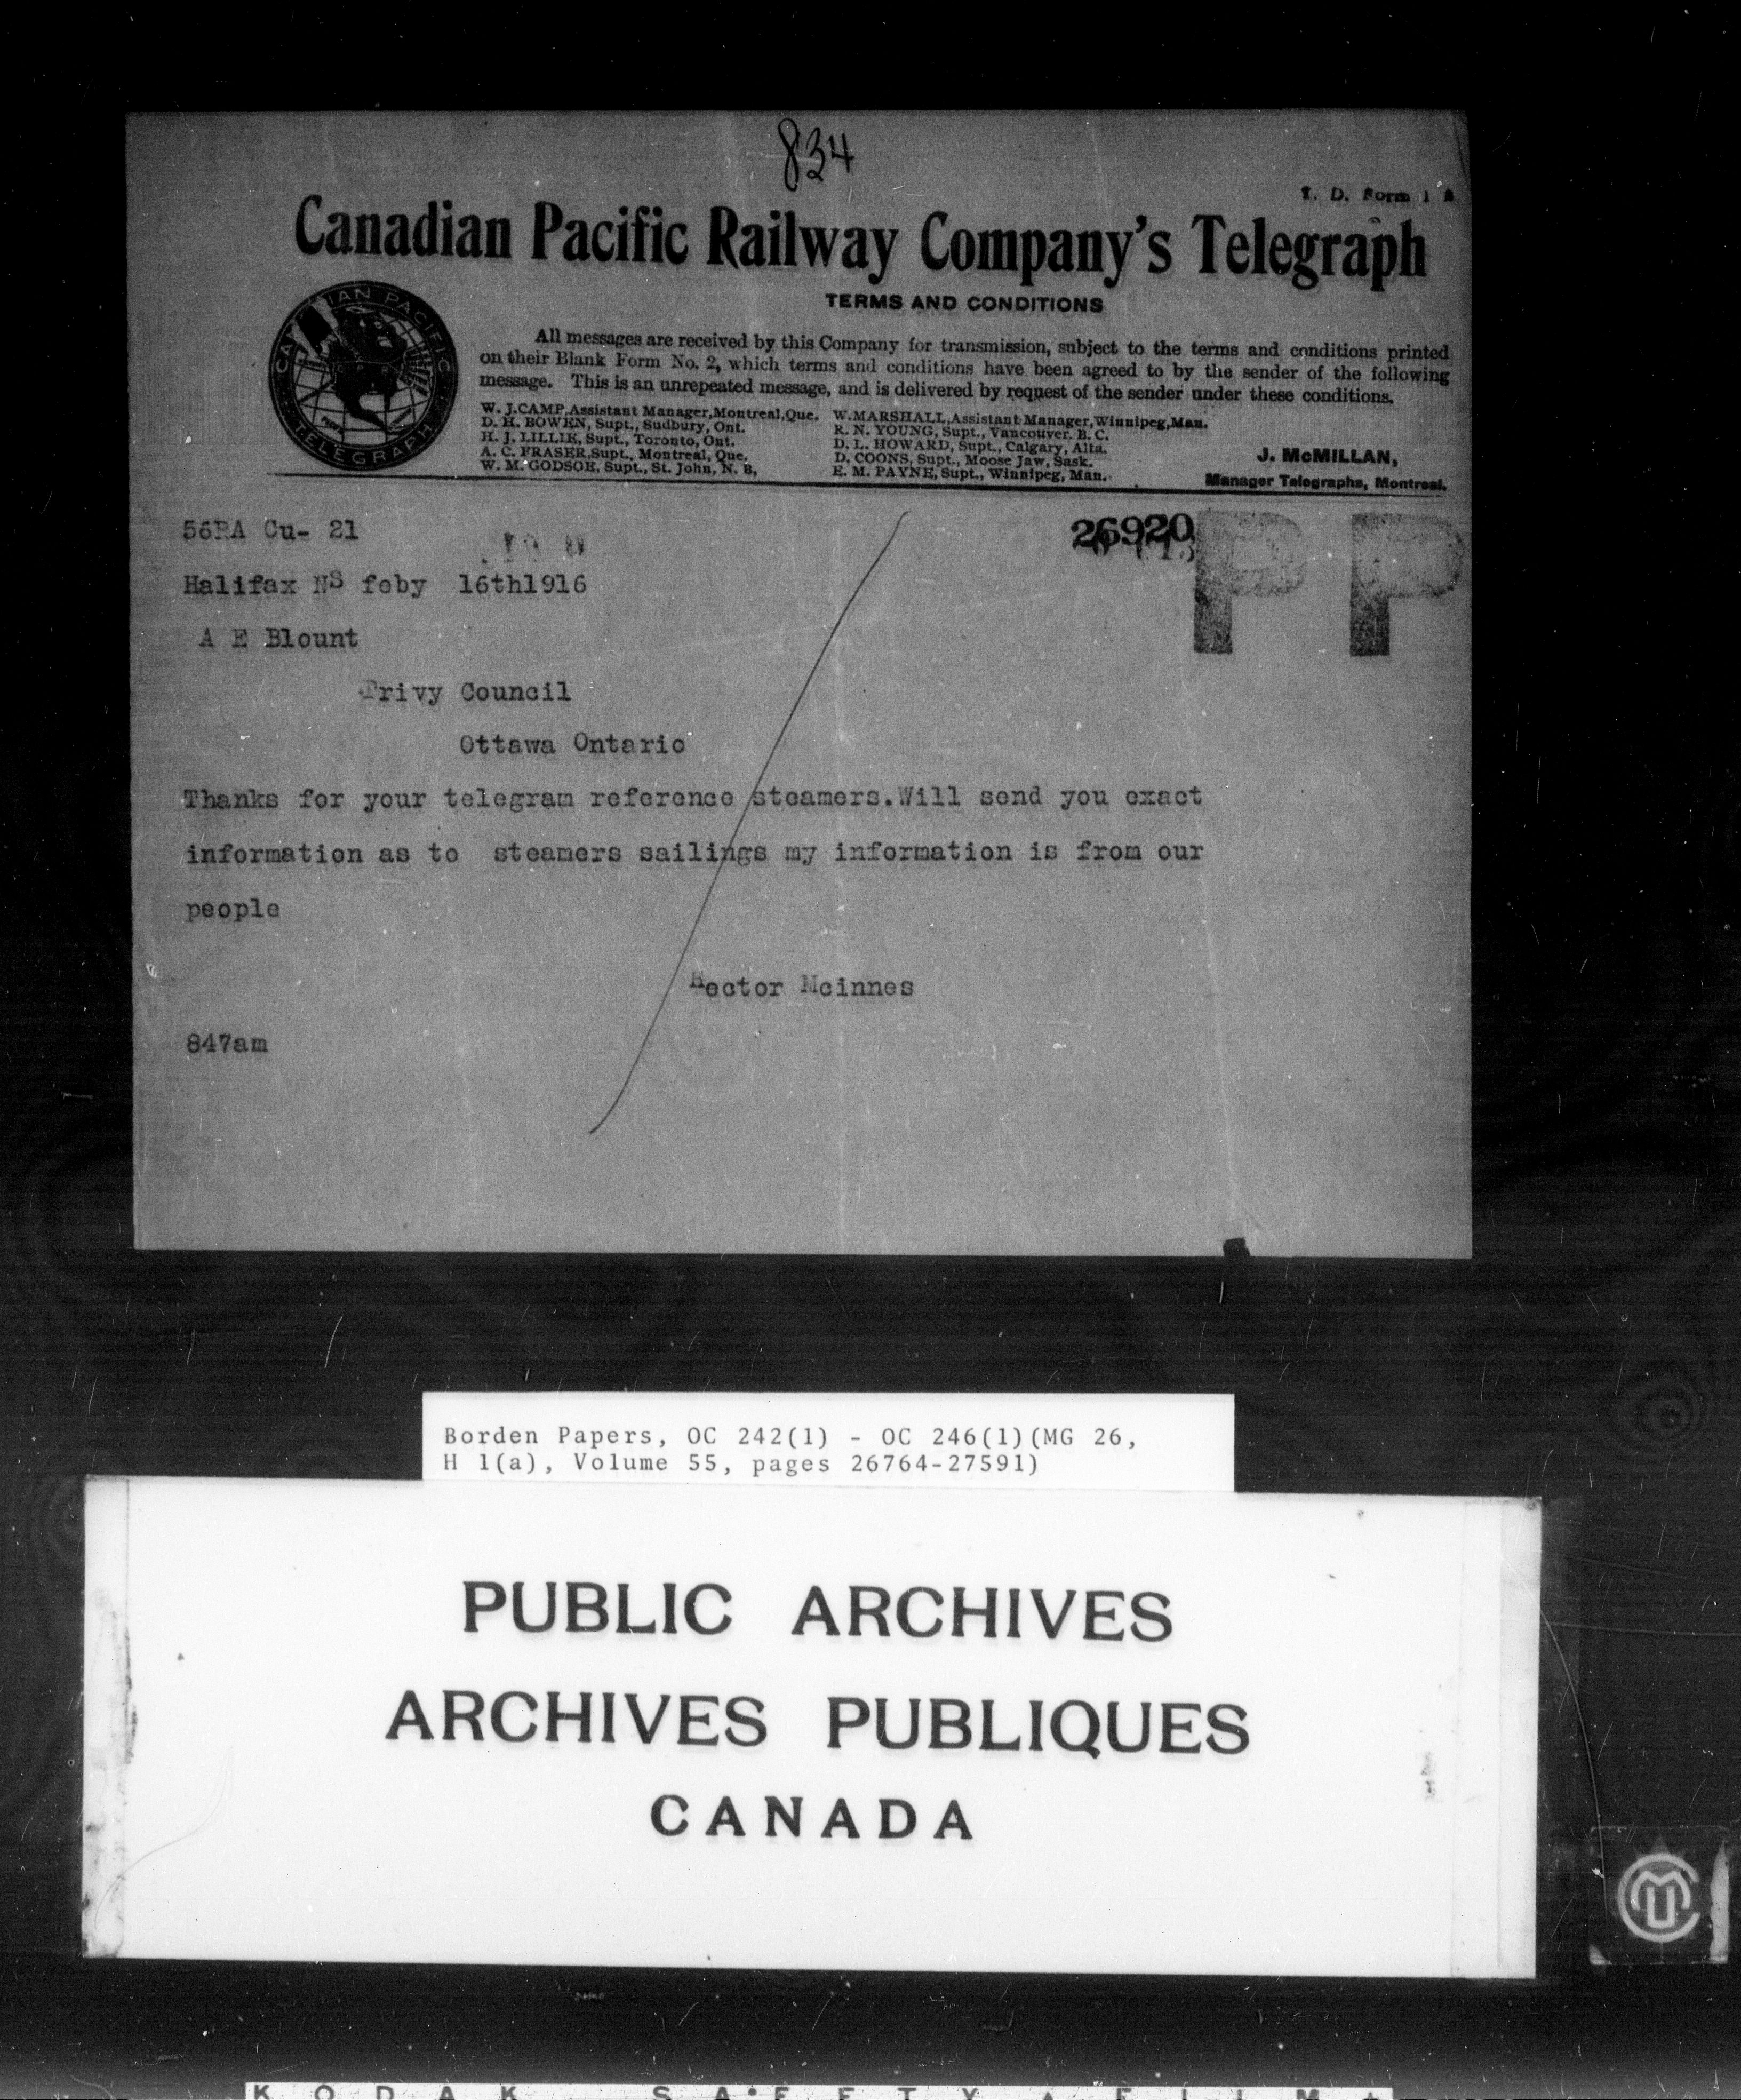 834
T. D. Form 1 A
Canadian Pacific Railway Company's Telegraph
TERMS AND CONDITIONS
CANADIAN PACIFIC
TELEGRAPH
All messages are received by this Company for transmission, subject to the terms and conditions printed
on their Blank Form No. 2, which terms and conditions have been agreed to by the sender of the following
message. This is an unrepeated message, and is delivered by request of the sender under these conditions.
W. J. CAMP, Assistant Manager, Montreal, Que.
D. H. BOWEN, Supt., Sudbury, Ont.
H. J. LILLIE, Supt., Toronto, Ont.
A. C. FRASER, Supt., Montreal, Que.
W. M. GODSOE, Supt., St. John, N. B,
W. MARSHALL, Assistant Manager, Winnipeg, Man.
R. N. YOUNG, Supt., Vancouver. B. C.
D. L. HOWARD, Supt., Calgary, Alta.
D. COONS, Supt., Moose Jaw, Sask.
E. M. PAYNE, Supt., Winnipeg, Man.
J. McMILLAN,
Manager Telegraphs, Montreal.
56RA Cu- 21
26920
P P
Halifax NS feby 16th1916
A E Blount
Privy Council
Ottawa Ontario
Thanks for your telegram reference steamers.Will send you exact
information as to steamers sailings my information is from our
people
Hector Mcinnes
847am
Borden Papers, OC 242(1) - OC 246(1)(MG 26,
H 1(a), Volume 55, pages 26764-27591)
PUBLIC ARCHIVES
ARCHIVES PUBLIQUES
CANADA
KODAK SAFETY FILM